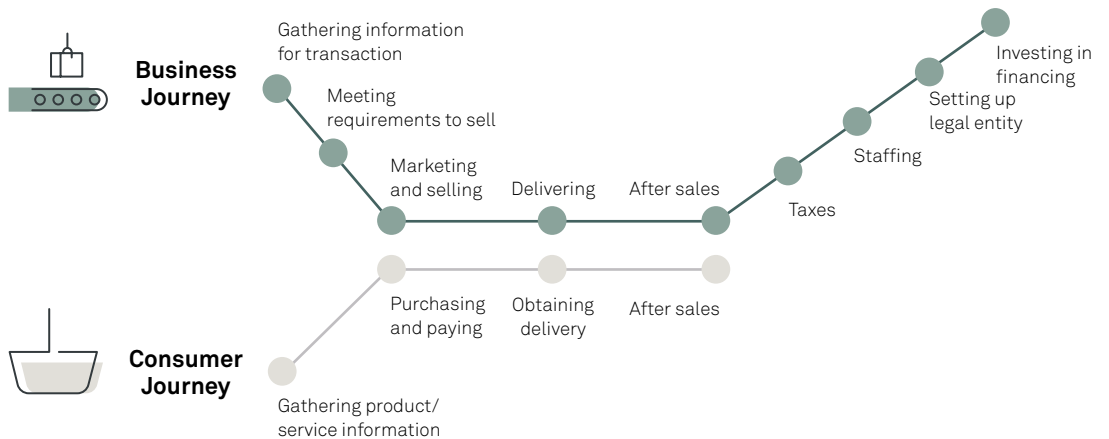 Business
Journey
Gathering information
for transaction
Meeting
requirements to sell
Marketing
and selling
Delivering
After sales
Taxes
Staffing
Setting up
legal entity
Investing in
financing
Consumer
Journey
Gathering product/
service information
Purchasing
and paying
Obtaining
delivery
After sales